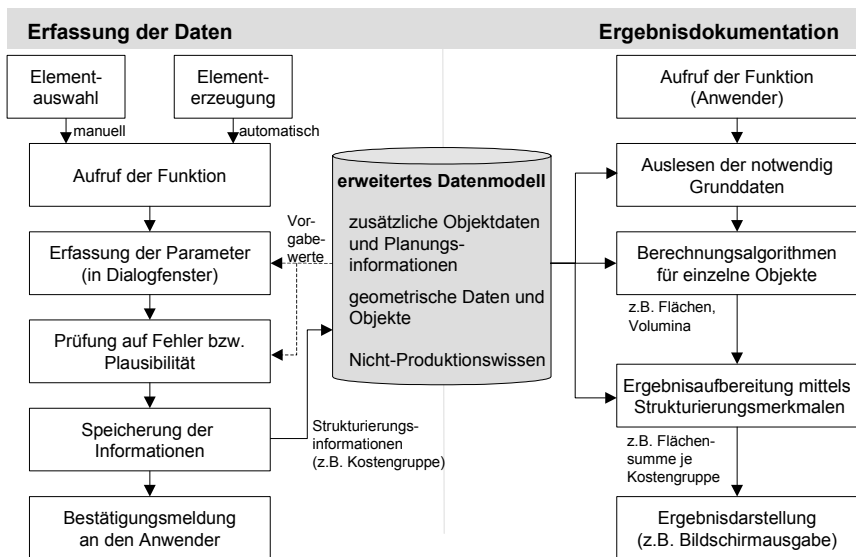 Erfassung der Daten
Element-
auswahl
Element-
erzeugung
manuell
automatisch
Aufruf der Funktion
Erfassung der Parameter
(in Dialogfenster)
Prüfung auf Fehler bzw.
Plausibilität
Speicherung der
Informationen
Bestätigungsmeldung
an den Anwender
Vor-
gabe-
werte
erweitertes Datenmodell
zusätzliche Objektdaten
und Planungs-
informationen
geometrische Daten und
Objekte
Nicht-Produktionswissen
Strukturierungs-
informationen
(z.B. Kostengruppe)
Ergebnisdokumentation
Aufruf der Funktion
(Anwender)
Auslesen der notwendig
Grunddaten
Berechnungsalgorithmen
für einzelne Objekte
z.B. Flächen,
Volumina
Ergebnisaufbereitung mittels
Strukturierungsmerkmalen
z.B. Flächen-
summe je
Kostengruppe
Ergebnisdarstellung
(z.B. Bildschirmausgabe)